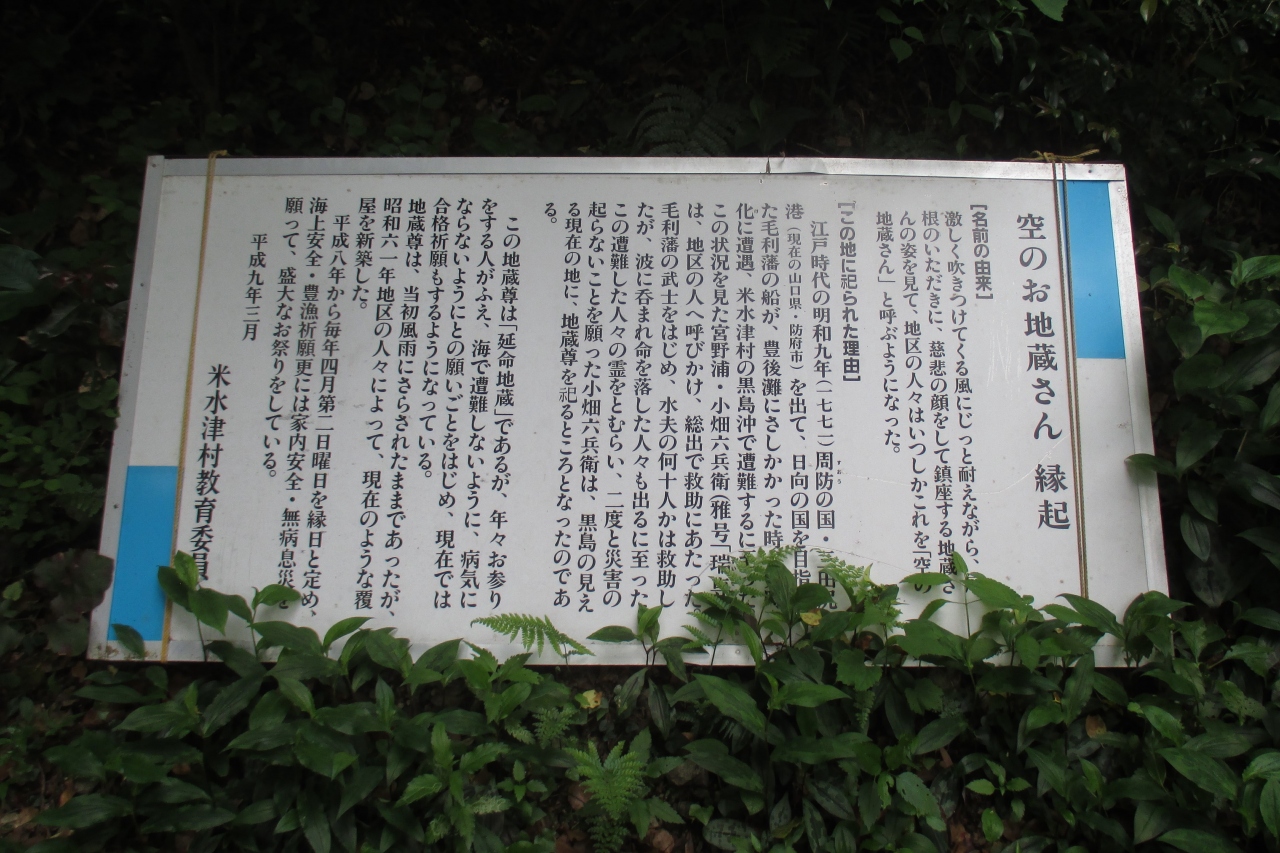 空のお地蔵さん 縁起
[名前の由来]
激しく吹きつけてくる風にじっと耐えながら、
根のいただきに、慈悲の顔をして鎮座する地蔵さ
んの姿を見て、地区の人々はいつしかこれを「空の
地蔵さん」と呼ぶようになった。
[この地に祀られた理由]
江戸時代の明和九年(一七七二)周防の国・
すおう
港(現在の山口県・防府市)を出て、日向の国を目指
た毛利藩の船が、豊後灘にさしかかった時
化に遭遇、米水津村の黒島沖で遭難するに
この状況を見た宮野浦・小畑六兵衛(雅号「瑞
は、地区の人へ呼びかけ、総出で救助にあたった
毛利藩の武士をはじめ、水夫の何十人かは救助し
たが、波に呑まれ命を落した人々も出るに至った
この遭難した人々の霊をとむらい、二度と災害の
起らないことを願った小畑六兵衛は、黒島の見え
る現在の地に、地蔵尊を祀るところとなったのであ
る。
この地蔵尊は「延命地蔵」であるが、年々お参り
をする人がふえ、海で遭難しないように、病気に
ならないようにとの願いごとをはじめ、現在では
合格祈願もするようになっている。
地蔵尊は、当初風雨にさらされたままであったが、
昭和六一年地区の人々によって、現在のような覆
屋を新築した。
平成八年から毎年四月第二日曜日を縁日と定め、
海上安全・豊漁祈願更には家内安全・無病息災を
願って、盛大なお祭りをしている。
平成九年三月
米水津村教育委員